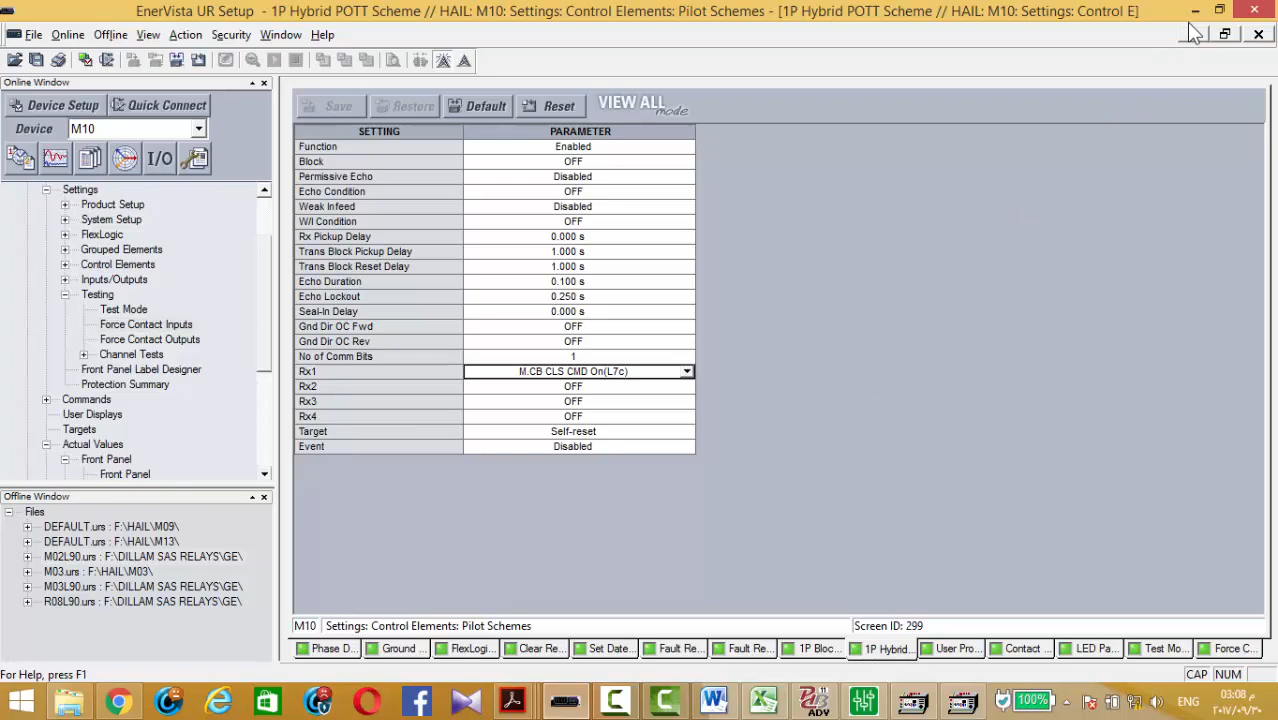 EnerVista UR Setup - 1P Hybrid POTT Scheme // HAIL: M10: Settings: Control Elements: Pilot Schemes - [1P Hybrid POTT Scheme // HAIL: M10: Settings: Control E]
File Online Offline View Action Security Window Help
Online Window
Device Setup Quick Connect
Device M10
I/O
Settings
Product Setup
System Setup
FlexLogic
Grouped Elements
Control Elements
Inputs/Outputs
Testing
Test Mode
Force Contact Inputs
Force Contact Outputs
Channel Tests
Front Panel Label Designer
Protection Summary
Commands
User Displays
Targets
Actual Values
Front Panel
Front Panel
Offline Window
Files
DEFAULT.urs : F:\HAIL\M09\
DEFAULT.urs : F:\HAIL\M13\
M02L90.urs : F:\DILLAM SAS RELAYS\GE\
M03.urs : F:\HAIL\M03\
M03L90.urs : F:\DILLAM SAS RELAYS\GE\
R08L90.urs : F:\DILLAM SAS RELAYS\GE\
Save Restore Default Reset VIEW ALL mode
SETTING PARAMETER
Function Enabled
Block OFF
Permissive Echo Disabled
Echo Condition OFF
Weak Infeed Disabled
W/I Condition OFF
Rx Pickup Delay 0.000 s
Trans Block Pickup Delay 1.000 s
Trans Block Reset Delay 1.000 s
Echo Duration 0.100 s
Echo Lockout 0.250 s
Seal-In Delay 0.000 s
Gnd Dir OC Fwd OFF
Gnd Dir OC Rev OFF
No of Comm Bits 1
Rx1 M.CB CLS CMD On(L7c)
Rx2 OFF
Rx3 OFF
Rx4 OFF
Target Self-reset
Event Disabled
M10 Settings: Control Elements: Pilot Schemes Screen ID: 299
Phase D... Ground ... FlexLogi... Clear Re... Set Date... Fault Re... Fault Re... 1P Bloc... 1P Hybrid... User Pro... Contact ... LED Pa... Test Mo... Force C...
For Help, press F1 CAP NUM
ADV 100% ENG 03:08 م
٢٠١٧/٠٩/٣٠